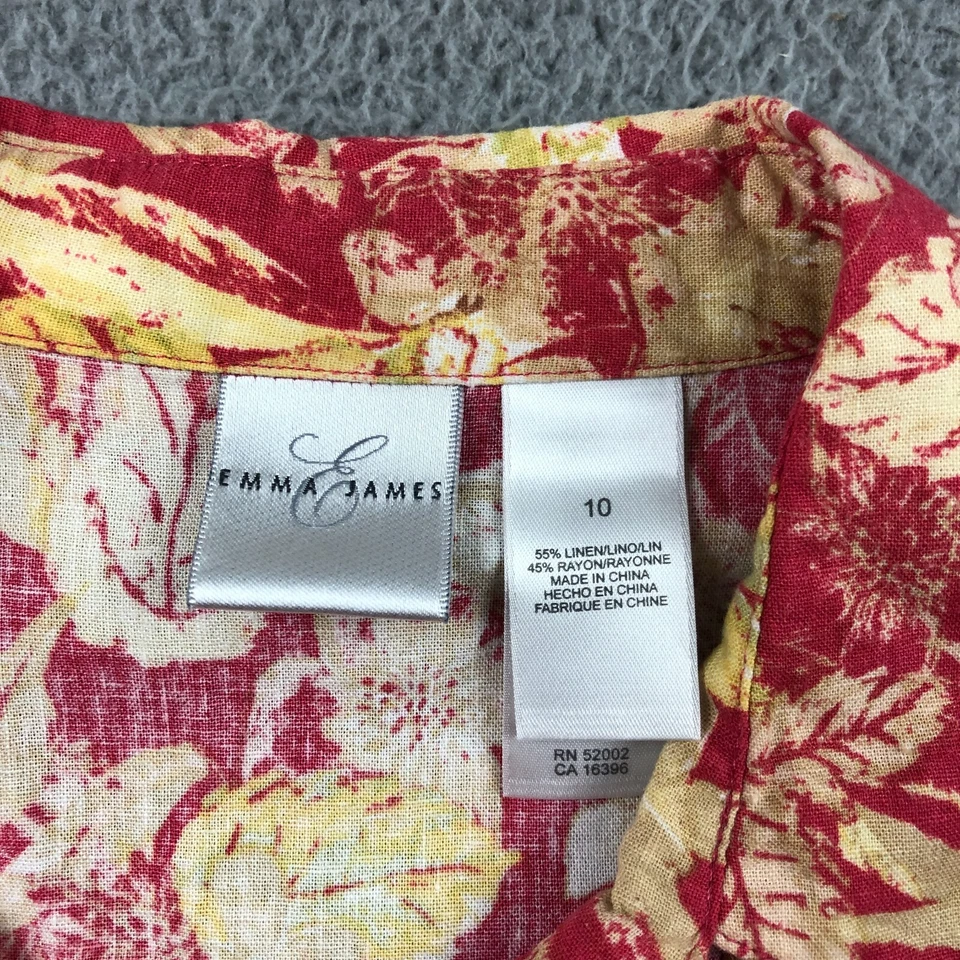 E
EMMA JAMES
10
55% LINEN/LINO/LIN
45% RAYON/RAYONNE
MADE IN CHINA
HECHO EN CHINA
FABRIQUE EN CHINE
RN 52002
CA 16396